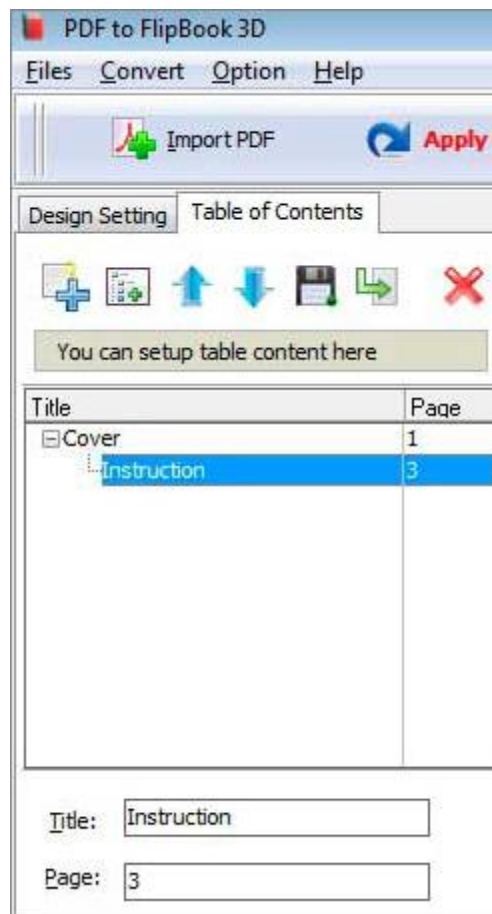 PDF to FlipBook 3D
Files Convert Option Help
Import PDF Apply
Design Setting Table of Contents
You can setup table content here
Title Page
Cover 1
Instruction 3
Title: Instruction
Page: 3